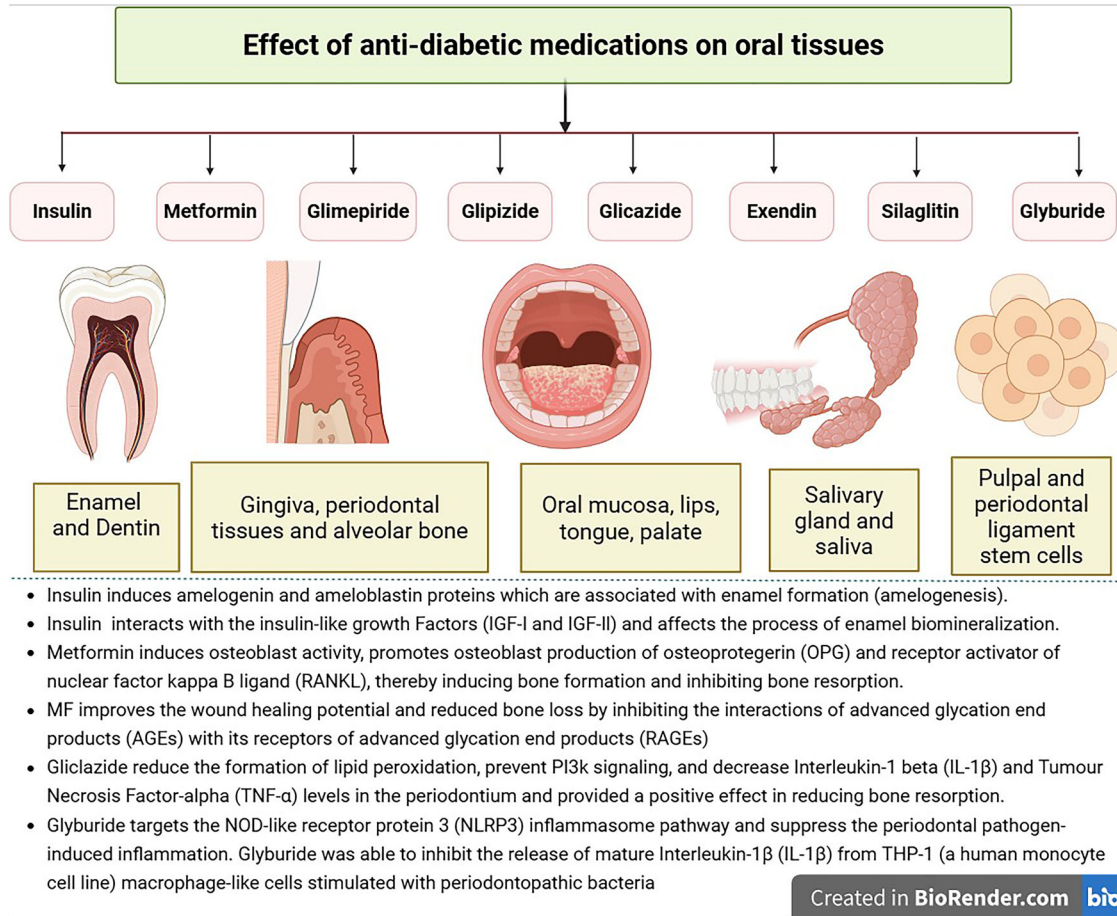 Effect of anti-diabetic medications on oral tissues
Insulin
Metformin
Glimepiride
Glipizide
Glicazide
Exendin
Silaglitin
Glyburide
Enamel
and Dentin
Gingiva, periodontal
tissues and alveolar bone
Oral mucosa, lips,
tongue, palate
Salivary
gland and
saliva
Pulpal and
periodontal
ligament
stem cells
• Insulin induces amelogenin and ameloblastin proteins which are associated with enamel formation (amelogenesis).
• Insulin interacts with the insulin-like growth Factors (IGF-I and IGF-II) and affects the process of enamel biomineralization.
• Metformin induces osteoblast activity, promotes osteoblast production of osteoprotegerin (OPG) and receptor activator of
nuclear factor kappa B ligand (RANKL), thereby inducing bone formation and inhibiting bone resorption.
• MF improves the wound healing potential and reduced bone loss by inhibiting the interactions of advanced glycation end
products (AGEs) with its receptors of advanced glycation end products (RAGEs)
• Gliclazide reduce the formation of lipid peroxidation, prevent PI3k signaling, and decrease Interleukin-1 beta (IL-1β) and Tumour
Necrosis Factor-alpha (TNF-α) levels in the periodontium and provided a positive effect in reducing bone resorption.
• Glyburide targets the NOD-like receptor protein 3 (NLRP3) inflammasome pathway and suppress the periodontal pathogen-
induced inflammation. Glyburide was able to inhibit the release of mature Interleukin-1β (IL-1β) from THP-1 (a human monocyte
cell line) macrophage-like cells stimulated with periodontopathic bacteria
Created in BioRender.com bio